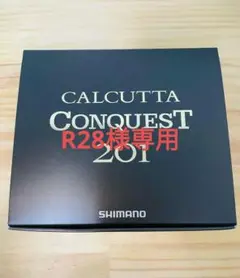 CALCUTTA
CONQUEST
R28様専用
201
SHIMANO